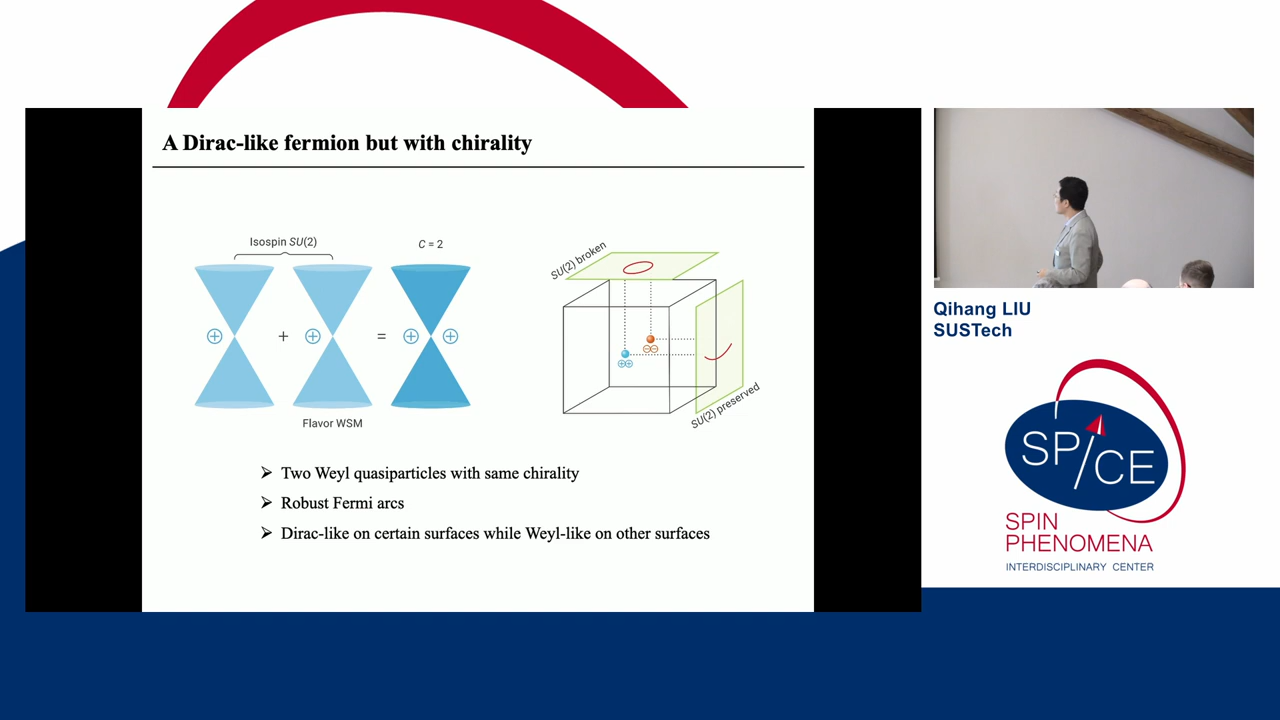 A Dirac-like fermion but with chirality
Isospin SU(2)
C = 2
+
+
+
=
+
+
Flavor WSM
SU(2) broken
++
−−
SU(2) preserved
➢ Two Weyl quasiparticles with same chirality
➢ Robust Fermi arcs
➢ Dirac-like on certain surfaces while Weyl-like on other surfaces
Qihang LIU
SUSTech
SP/CE
SPIN
PHENOMENA
INTERDISCIPLINARY CENTER